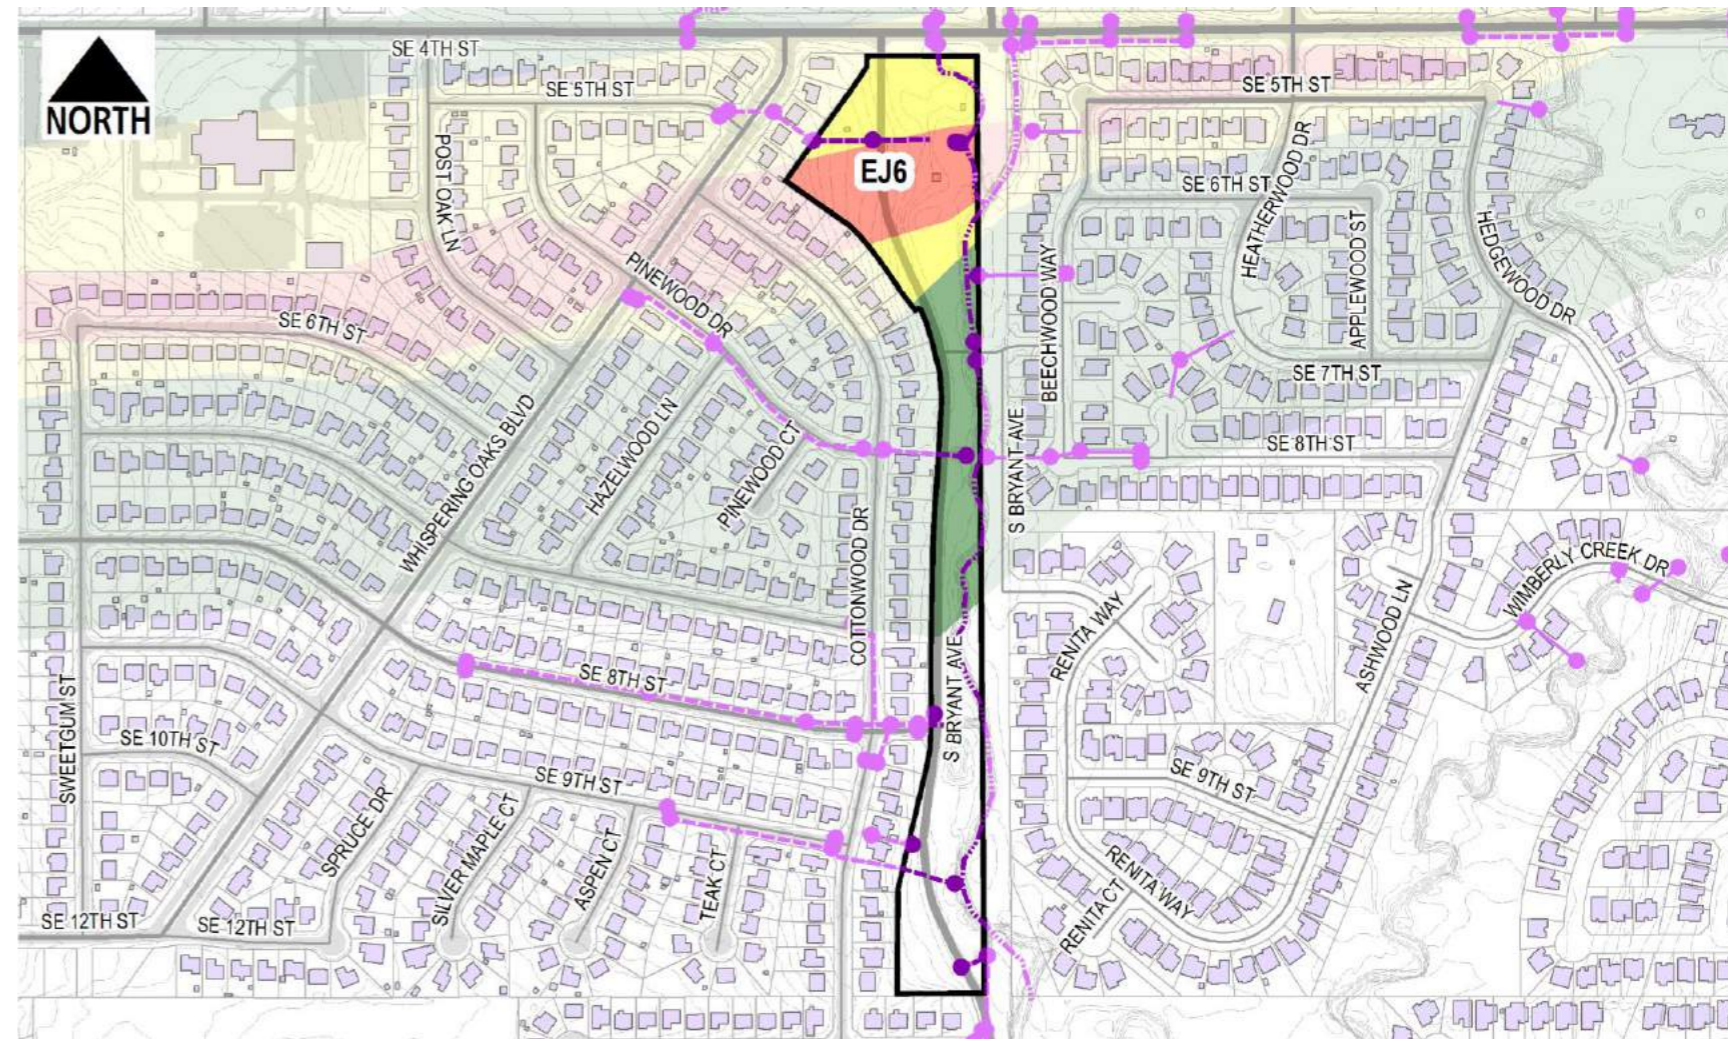 NORTH
SE 4TH ST
SE 5TH ST
SE 5TH ST
POST OAK LN
EJ6
SE 6TH ST
HEATHERWOOD DR
APPLEWOOD ST
HEDGEWOOD DR
PINEWOOD DR
BEECHWOOD WAY
SE 6TH ST
SE 7TH ST
WHISPERING OAKS BLVD
HAZELWOOD LN
PINEWOOD CT
S BRYANT AVE
SE 8TH ST
COTTONWOOD DR
WIMBERLY CREEK DR
RENITA WAY
ASHWOOD LN
SE 8TH ST
S BRYANT AVE
SWEETGUM ST
SE 10TH ST
SE 9TH ST
SE 9TH ST
SPRUCE DR
SILVER MAPLE CT
ASPEN CT
TEAK CT
RENITA WAY
RENITA CT
SE 12TH ST
SE 12TH ST